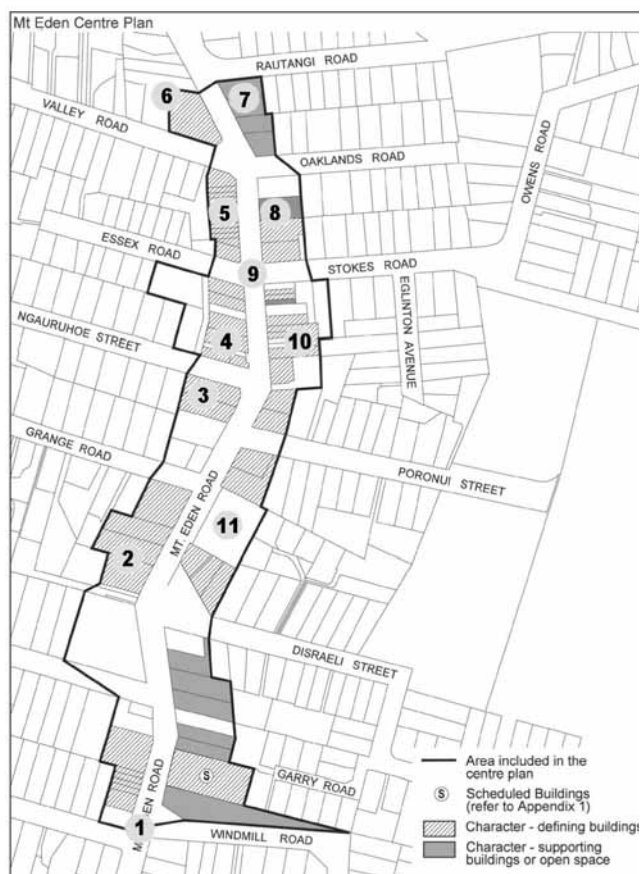 Mt Eden Centre Plan
RAUTANGI ROAD
6
7
VALLEY ROAD
OAKLANDS ROAD
OWENS ROAD
5
8
ESSEX ROAD
9
STOKES ROAD
EGLINTON AVENUE
NGAURUHOE STREET
4
10
3
GRANGE ROAD
PORONUI STREET
MT. EDEN ROAD
11
2
DISRAELI STREET
GARRY ROAD
EN ROAD
1
WINDMILL ROAD
S
Area included in the
centre plan
S Scheduled Buildings
(refer to Appendix 1)
Character - defining buildings
Character - supporting
buildings or open space